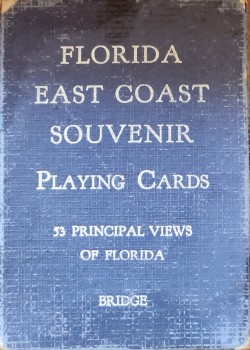 FLORIDA
EAST COAST
SOUVENIR
PLAYING CARDS
53 PRINCIPAL VIEWS
OF FLORIDA
BRIDGE